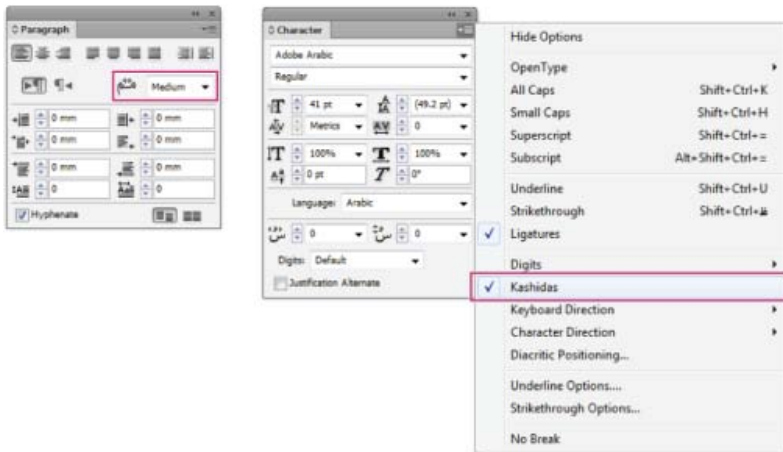 Paragraph
Medium
0 mm
0 mm
0 mm
0 mm
0 mm
0 mm
0
0
Hyphenate
Character
Adobe Arabic
Regular
41 pt
(49.2 pt)
Metrics
0
100%
100%
0 pt
0°
Language: Arabic
0
0
Digits: Default
Justification Alternate
Hide Options
OpenType
All Caps Shift+Ctrl+K
Small Caps Shift+Ctrl+H
Superscript Shift+Ctrl+=
Subscript Alt+Shift+Ctrl+=
Underline Shift+Ctrl+U
Strikethrough Shift+Ctrl+
Ligatures
Digits
Kashidas
Keyboard Direction
Character Direction
Diacritic Positioning...
Underline Options....
Strikethrough Options...
No Break